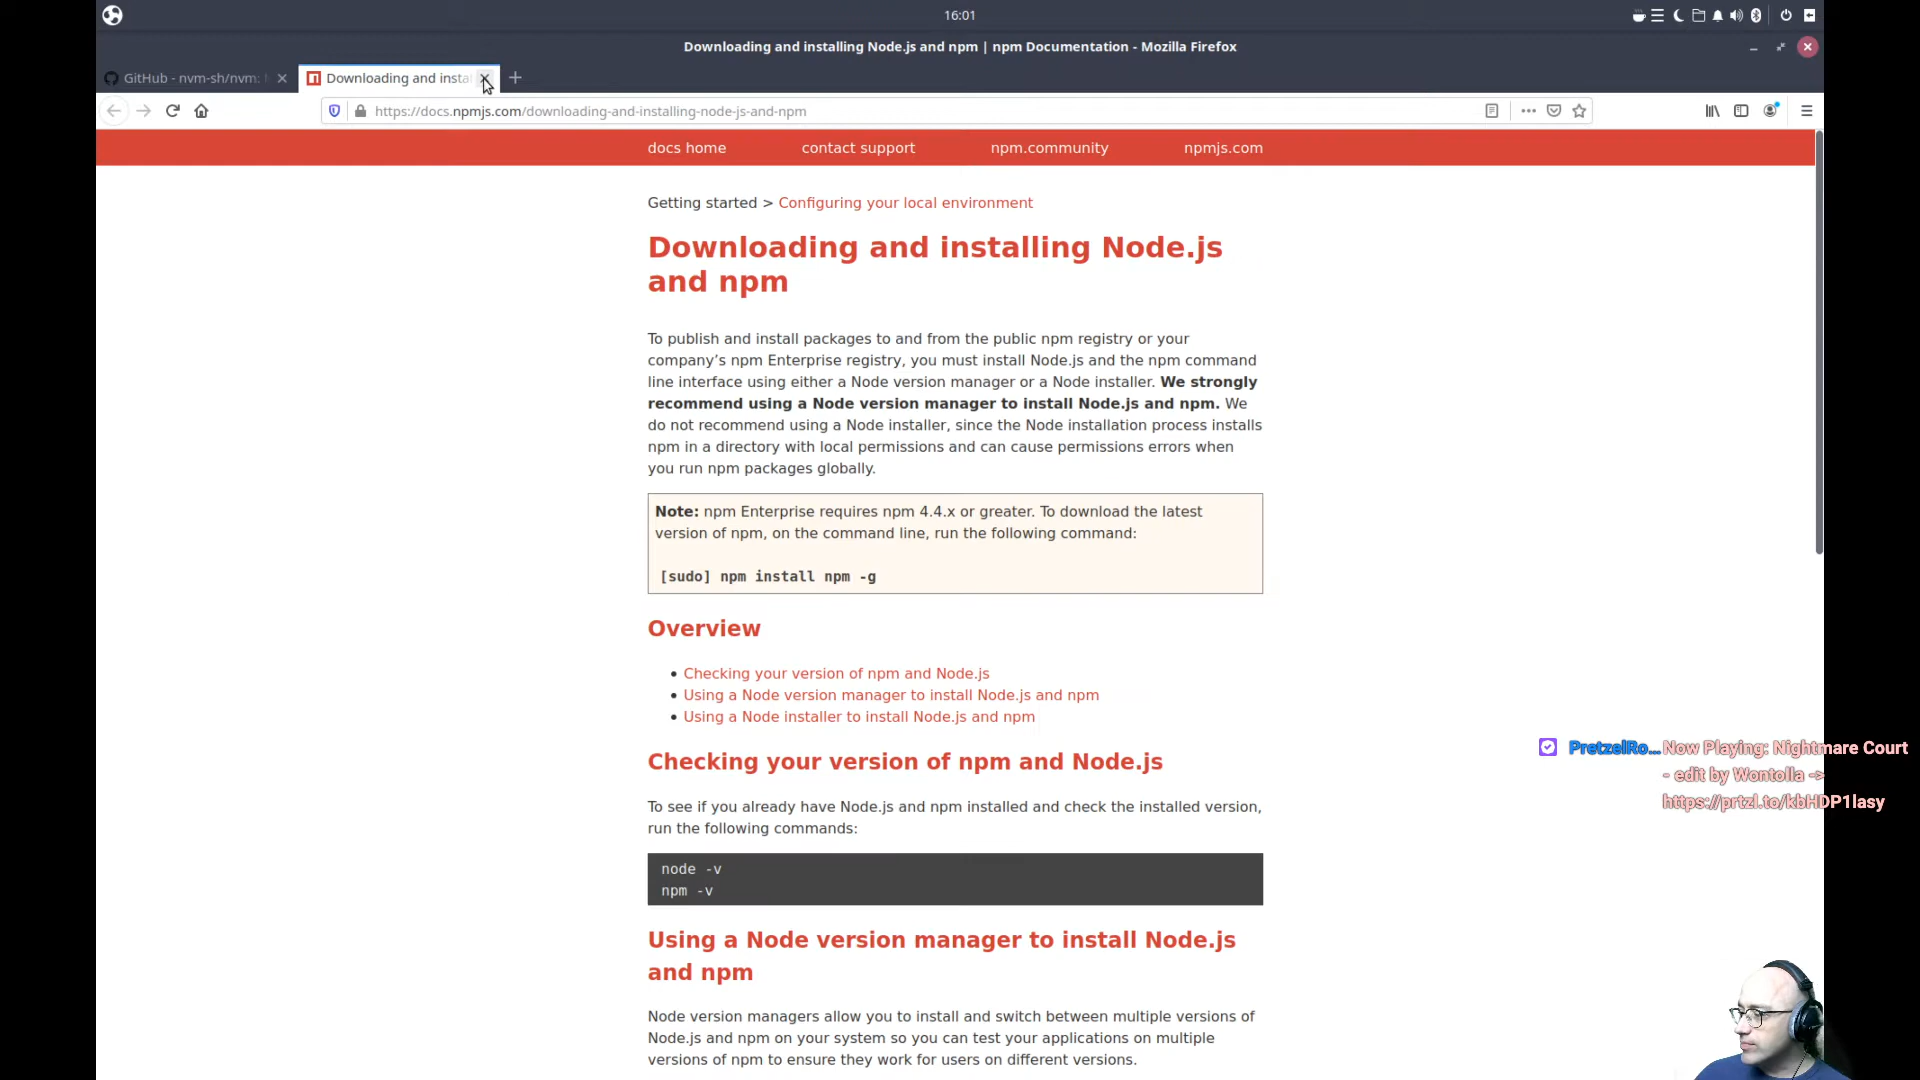 16:01
Downloading and installing Node.js and npm | npm Documentation - Mozilla Firefox
GitHub - nvm-sh/nvm:
Downloading and instal
https://docs.npmjs.com/downloading-and-installing-node-js-and-npm
docs home contact support npm.community npmjs.com
Getting started > Configuring your local environment
Downloading and installing Node.js
and npm
To publish and install packages to and from the public npm registry or your
company’s npm Enterprise registry, you must install Node.js and the npm command
line interface using either a Node version manager or a Node installer. We strongly
recommend using a Node version manager to install Node.js and npm. We
do not recommend using a Node installer, since the Node installation process installs
npm in a directory with local permissions and can cause permissions errors when
you run npm packages globally.
Note: npm Enterprise requires npm 4.4.x or greater. To download the latest
version of npm, on the command line, run the following command:
[sudo] npm install npm -g
Overview
• Checking your version of npm and Node.js
• Using a Node version manager to install Node.js and npm
• Using a Node installer to install Node.js and npm
Checking your version of npm and Node.js
To see if you already have Node.js and npm installed and check the installed version,
run the following commands:
node -v
npm -v
Using a Node version manager to install Node.js
and npm
Node version managers allow you to install and switch between multiple versions of
Node.js and npm on your system so you can test your applications on multiple
versions of npm to ensure they work for users on different versions.
PretzelRo... Now Playing: Nightmare Court
- edit by Wontolla ->
https://prtzl.to/kbHDP1lasy